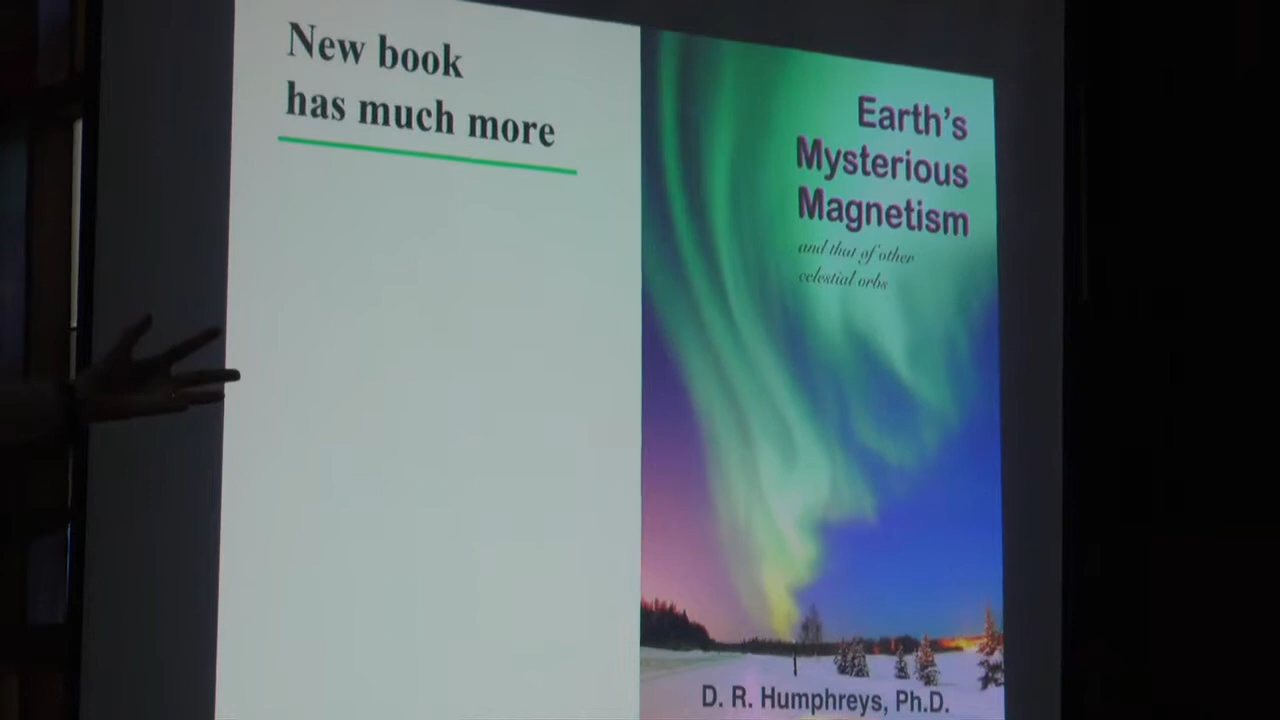 New book
has much more
Earth's
Mysterious
Magnetism
and that of other
celestial orbs
D. R. Humphreys, Ph.D.